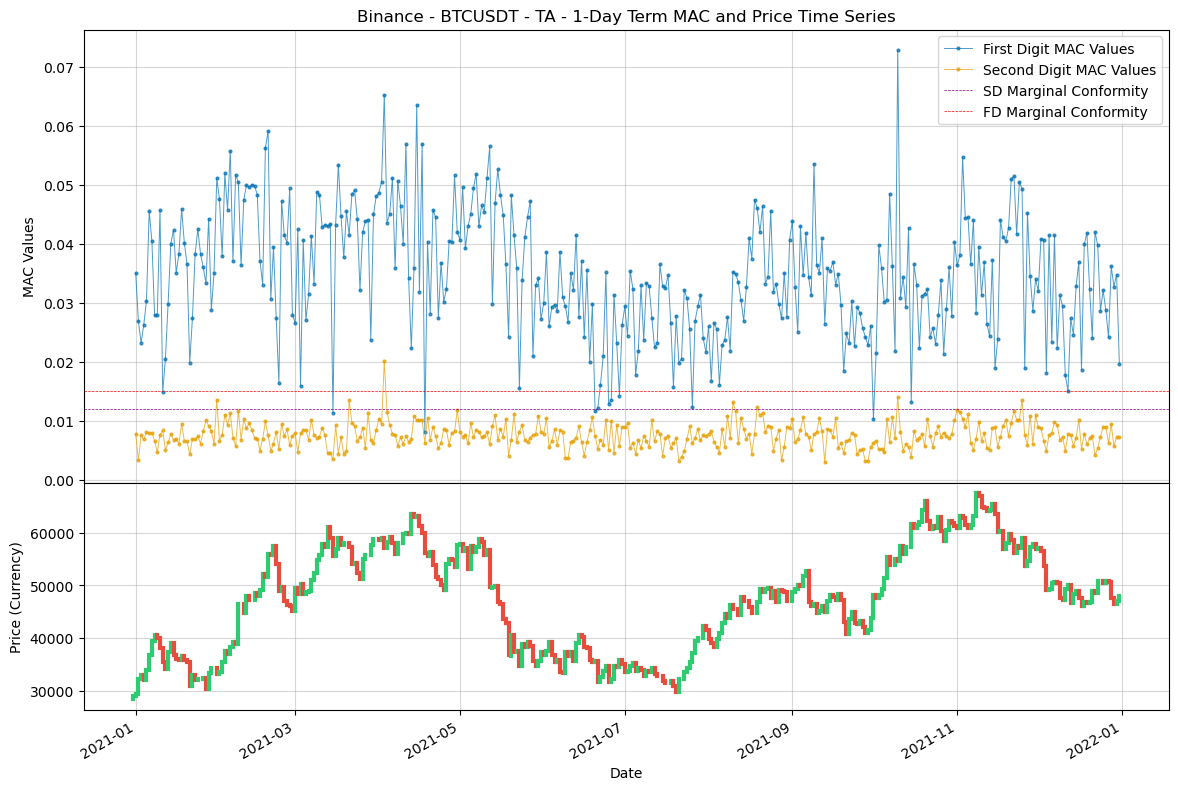 Binance - BTCUSDT - TA - 1-Day Term MAC and Price Time Series
First Digit MAC Values
Second Digit MAC Values
SD Marginal Conformity
FD Marginal Conformity
MAC Values
0.07
0.06
0.05
0.04
0.03
0.02
0.01
0.00
Price (Currency)
60000
50000
40000
30000
2021-01
2021-03
2021-05
2021-07
2021-09
2021-11
2022-01
Date